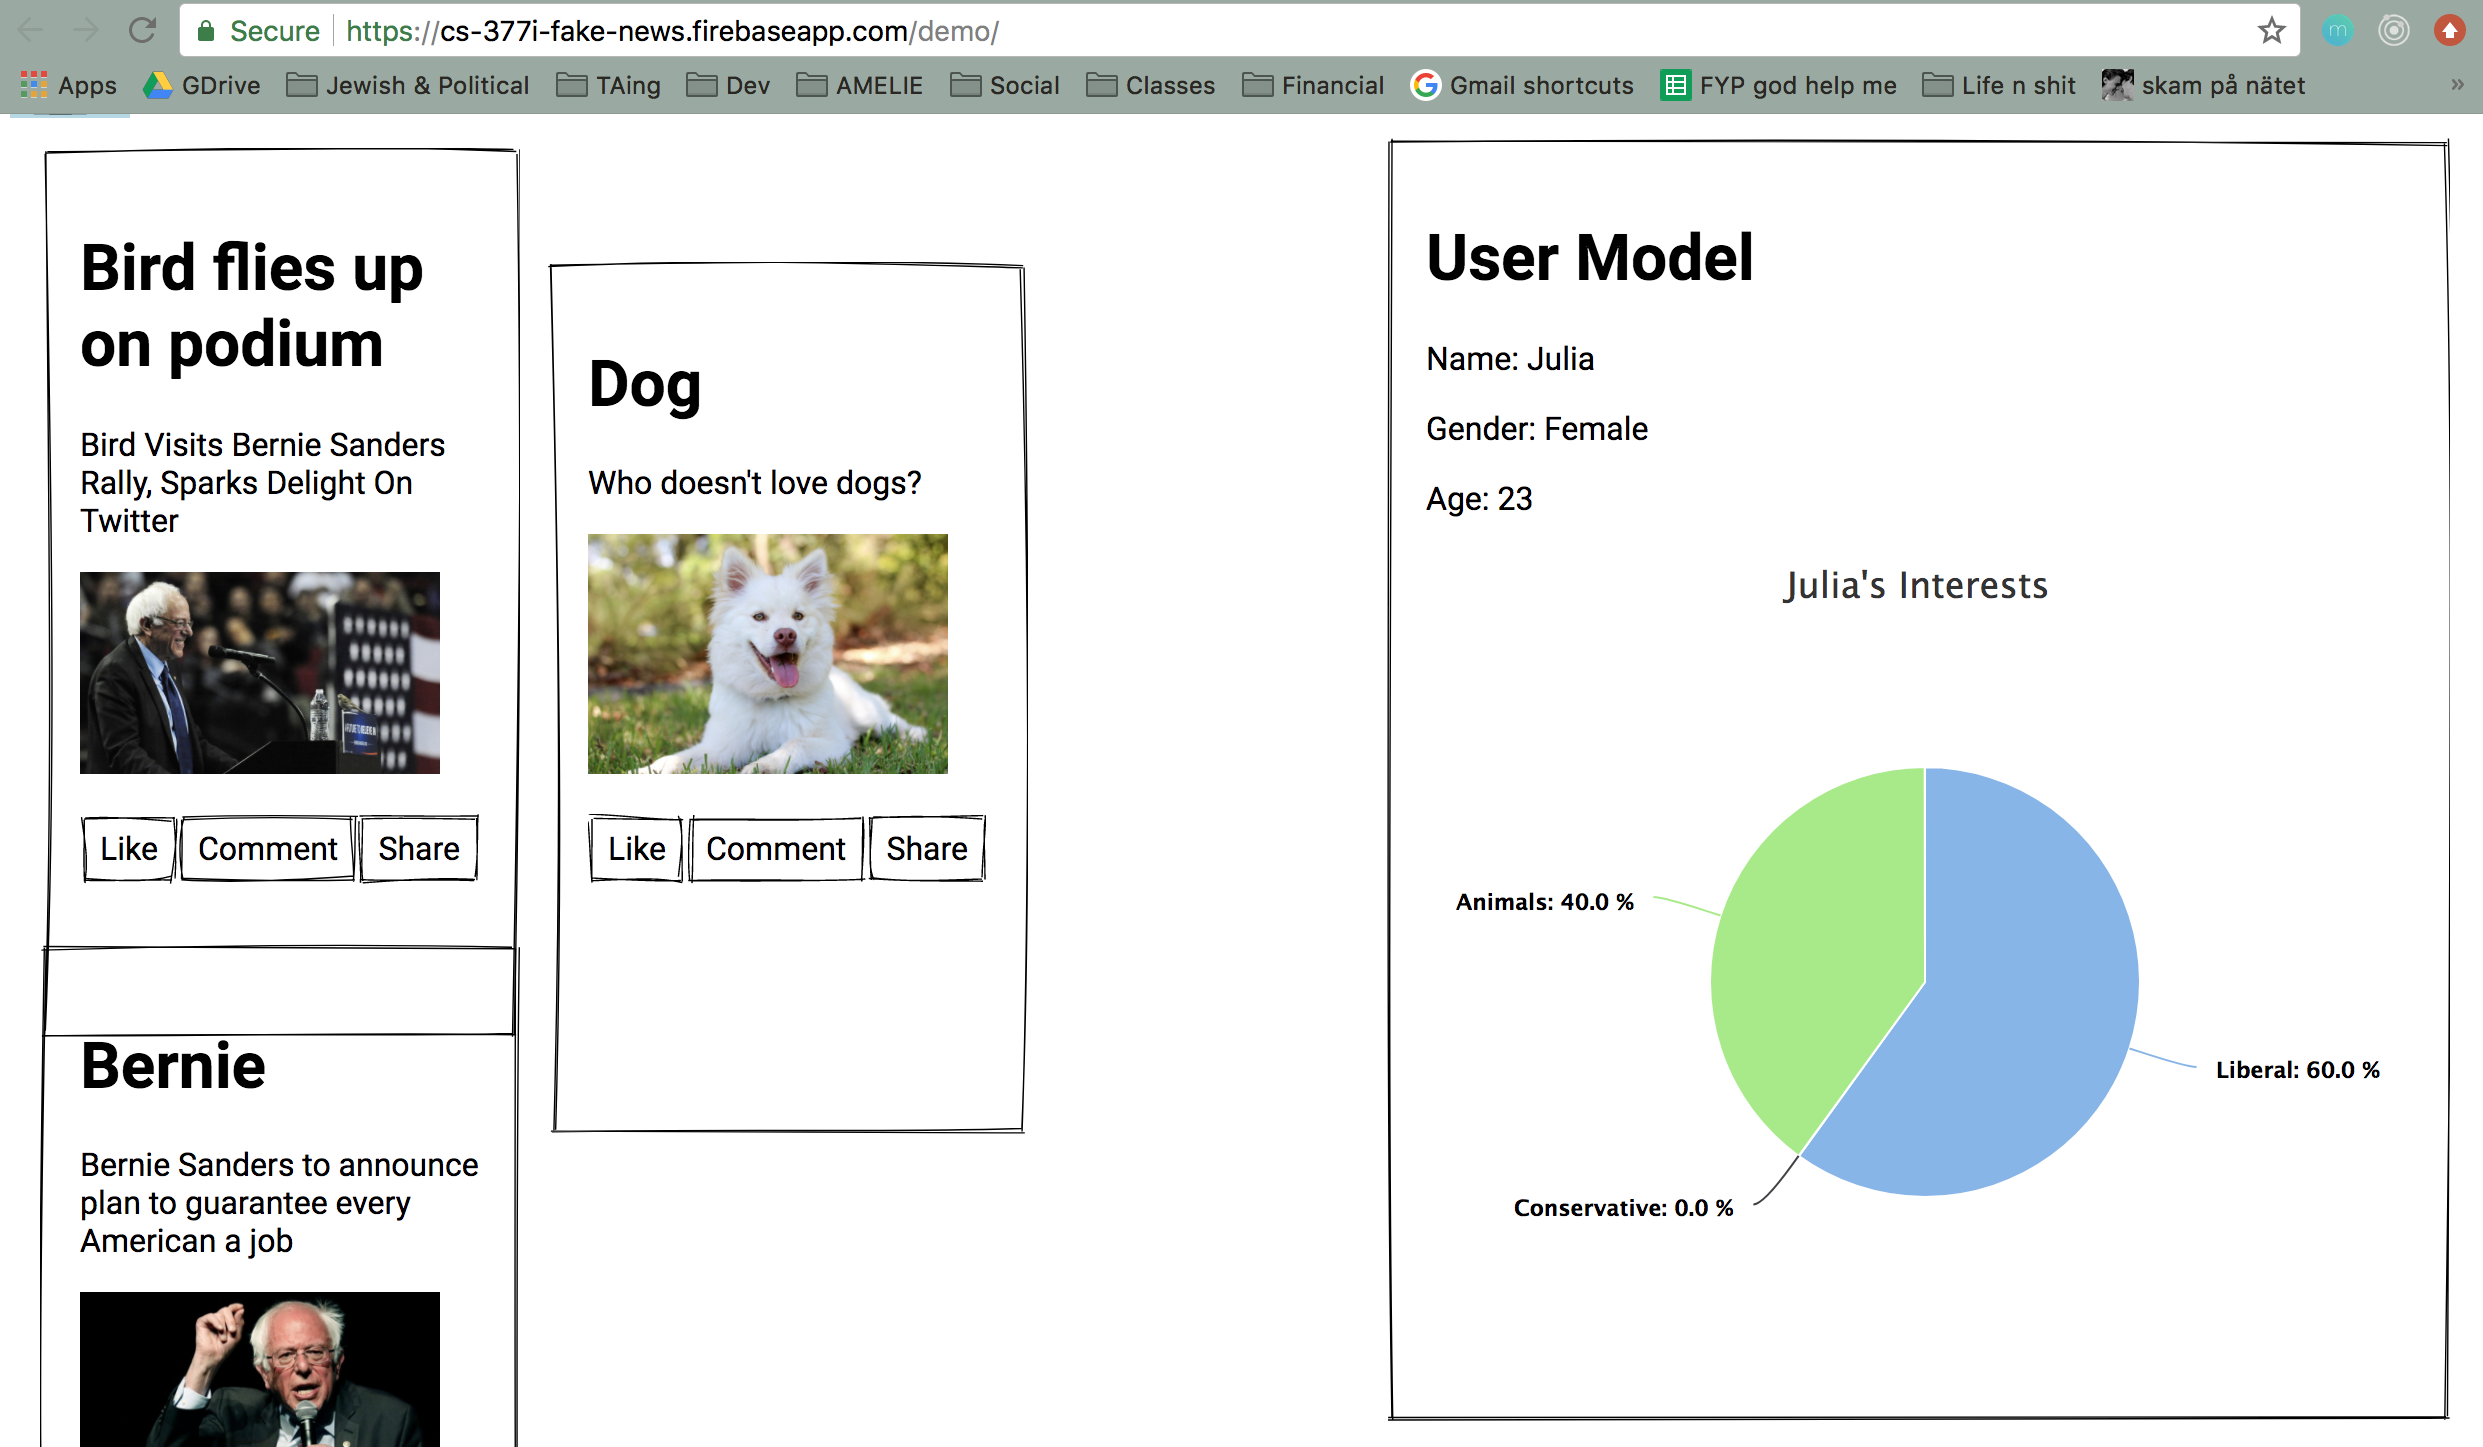 Secure https://cs-377i-fake-news.firebaseapp.com/demo/
Apps GDrive Jewish & Political TAing Dev AMELIE Social Classes Financial Gmail shortcuts FYP god help me Life n shit skam på nätet »
Bird flies up
on podium
Bird Visits Bernie Sanders
Rally, Sparks Delight On
Twitter
Like Comment Share
Bernie
Bernie Sanders to announce
plan to guarantee every
American a job
Dog
Who doesn't love dogs?
Like Comment Share
User Model
Name: Julia
Gender: Female
Age: 23
Julia's Interests
Animals: 40.0 %
Liberal: 60.0 %
Conservative: 0.0 %